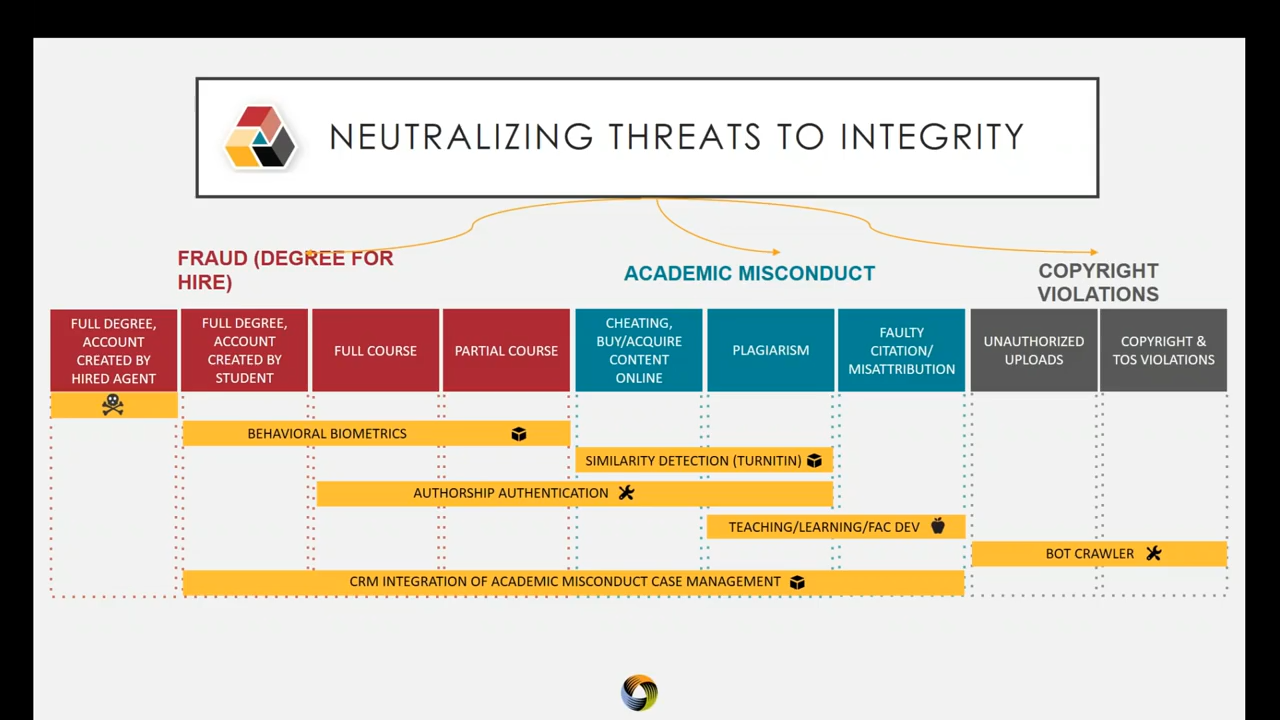 NEUTRALIZING THREATS TO INTEGRITY
FRAUD (DEGREE FOR
HIRE)
ACADEMIC MISCONDUCT
COPYRIGHT
VIOLATIONS
FULL DEGREE,
ACCOUNT
CREATED BY
HIRED AGENT
FULL DEGREE,
ACCOUNT
CREATED BY
STUDENT
FULL COURSE
PARTIAL COURSE
CHEATING,
BUY/ACQUIRE
CONTENT
ONLINE
PLAGIARISM
FAULTY
CITATION/
MISATTRIBUTION
UNAUTHORIZED
UPLOADS
COPYRIGHT &
TOS VIOLATIONS
BEHAVIORAL BIOMETRICS
SIMILARITY DETECTION (TURNITIN)
AUTHORSHIP AUTHENTICATION
TEACHING/LEARNING/FAC DEV
BOT CRAWLER
CRM INTEGRATION OF ACADEMIC MISCONDUCT CASE MANAGEMENT